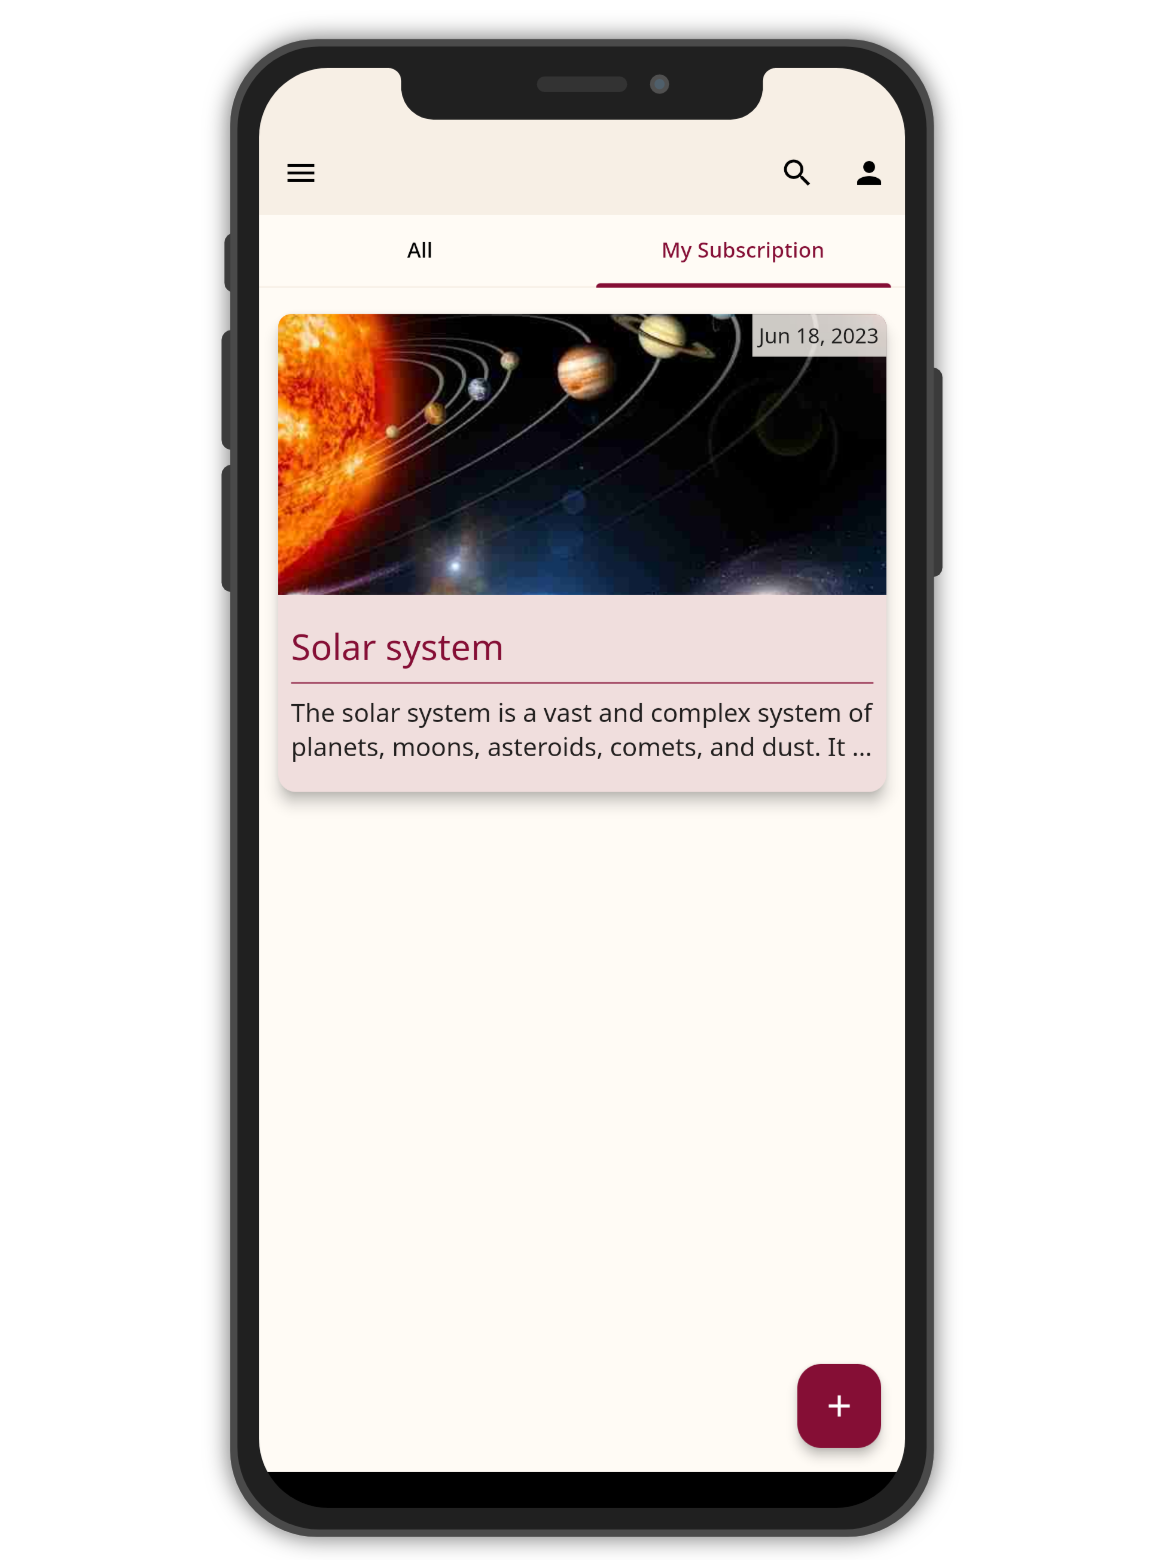 All
My Subscription
Jun 18, 2023
Solar system
The solar system is a vast and complex system of
planets, moons, asteroids, comets, and dust. It ...